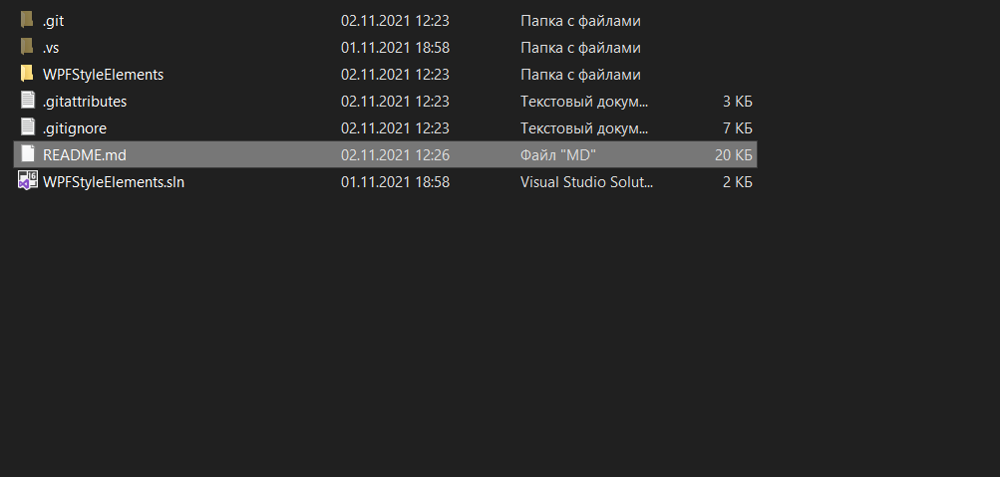 .git 02.11.2021 12:23 Папка с файлами
.vs 01.11.2021 18:58 Папка с файлами
WPFStyleElements 02.11.2021 12:23 Папка с файлами
.gitattributes 02.11.2021 12:23 Текстовый докум... 3 КБ
.gitignore 02.11.2021 12:23 Текстовый докум... 7 КБ
README.md 02.11.2021 12:26 Файл "MD" 20 КБ
WPFStyleElements.sln 01.11.2021 18:58 Visual Studio Solut... 2 КБ